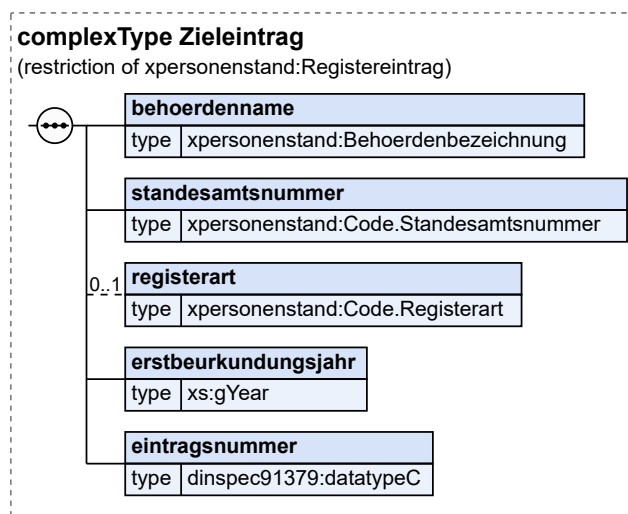 complexType Zieleintrag
(restriction of xpersonenstand:Registereintrag)
behoerdenname
type xpersonenstand:Behoerdenbezeichnung
standesamtsnummer
type xpersonenstand:Code.Standesamtsnummer
0..1 registerart
type xpersonenstand:Code.Registerart
erstbeurkundungsjahr
type xs:gYear
eintragsnummer
type dinspec91379:datatypeC